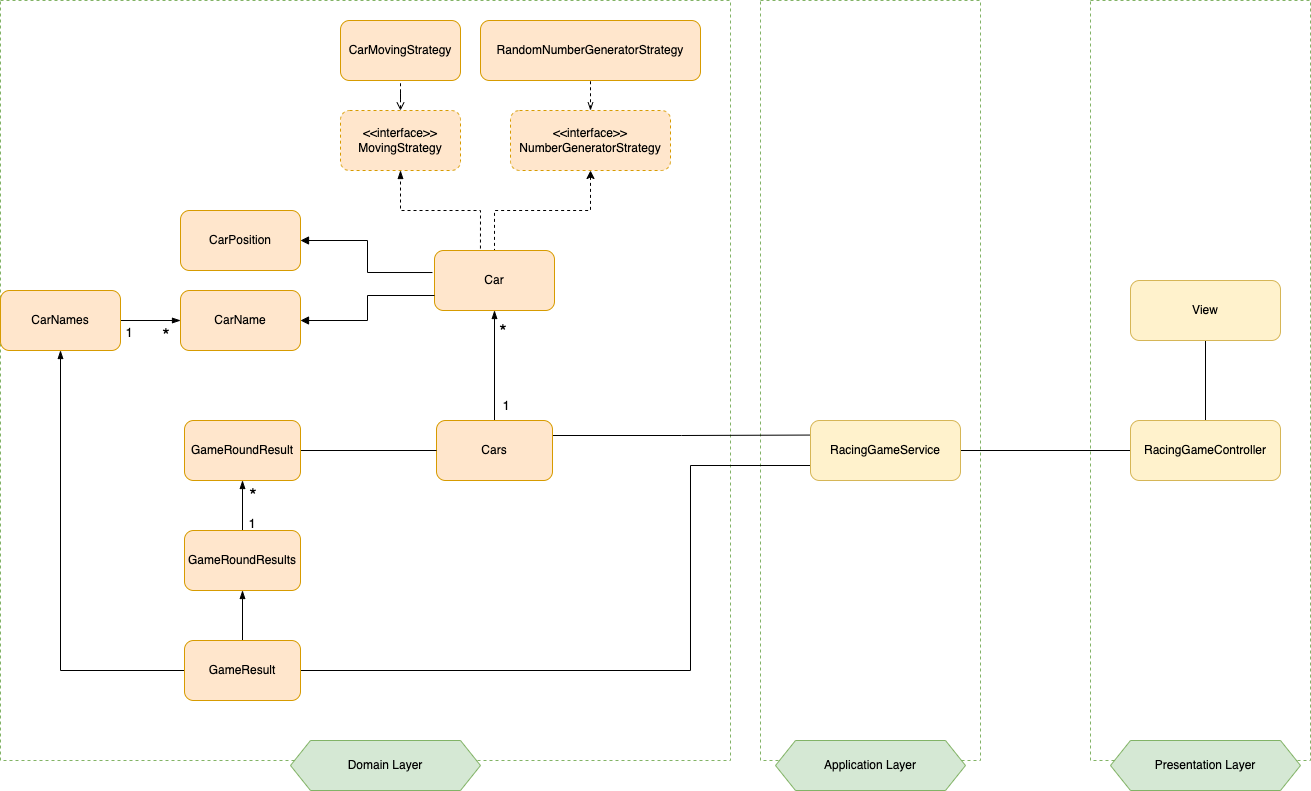 CarMovingStrategy
RandomNumberGeneratorStrategy
<<interface>>
MovingStrategy
<<interface>>
NumberGeneratorStrategy
CarPosition
Car
CarNames
1
*
CarName
*
1
View
GameRoundResult
Cars
RacingGameService
RacingGameController
*
1
GameRoundResults
GameResult
Domain Layer
Application Layer
Presentation Layer